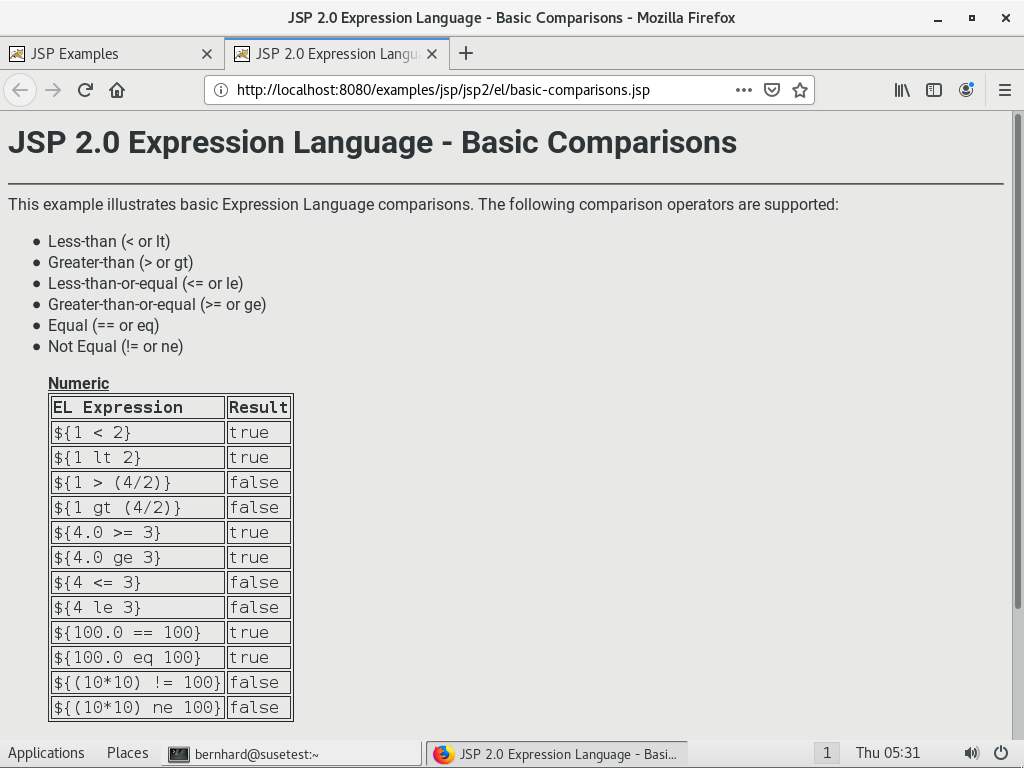 JSP 2.0 Expression Language - Basic Comparisons - Mozilla Firefox
JSP Examples
JSP 2.0 Expression Langu
http://localhost:8080/examples/jsp/jsp2/el/basic-comparisons.jsp
JSP 2.0 Expression Language - Basic Comparisons
This example illustrates basic Expression Language comparisons. The following comparison operators are supported:
• Less-than (< or lt)
• Greater-than (> or gt)
• Less-than-or-equal (<= or le)
• Greater-than-or-equal (>= or ge)
• Equal (== or eq)
• Not Equal (!= or ne)
Numeric
EL Expression Result
${1 < 2} true
${1 lt 2} true
${1 > (4/2)} false
${1 gt (4/2)} false
${4.0 >= 3} true
${4.0 ge 3} true
${4 <= 3} false
${4 le 3} false
${100.0 == 100} true
${100.0 eq 100} true
${(10*10) != 100} false
${(10*10) ne 100} false
Applications Places bernhard@susetest:~ JSP 2.0 Expression Language - Basi... 1 Thu 05:31